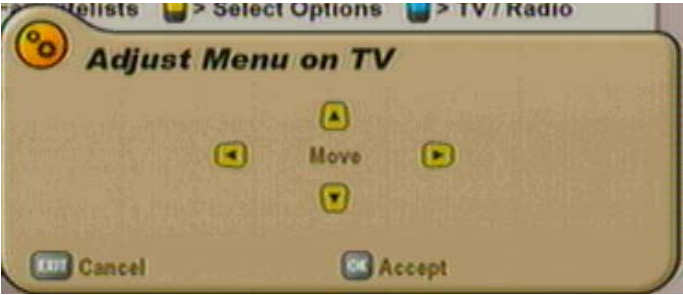 > Select Options > TV / Radio
Adjust Menu on TV
Move
EXIT Cancel
OK Accept